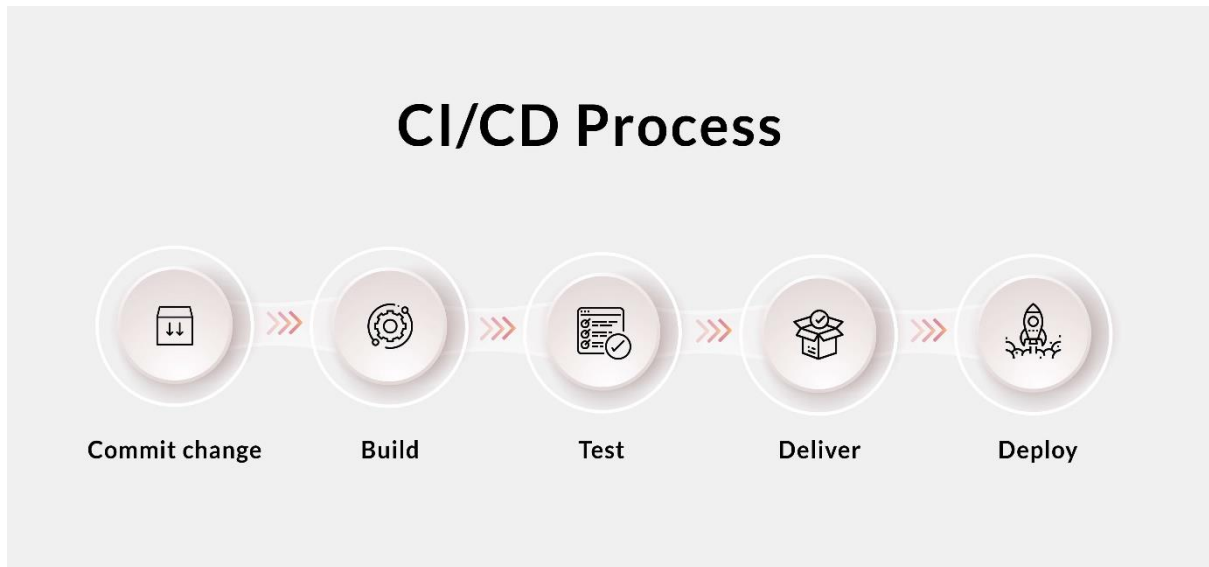 CI/CD Process
Commit change
Build
Test
Deliver
Deploy